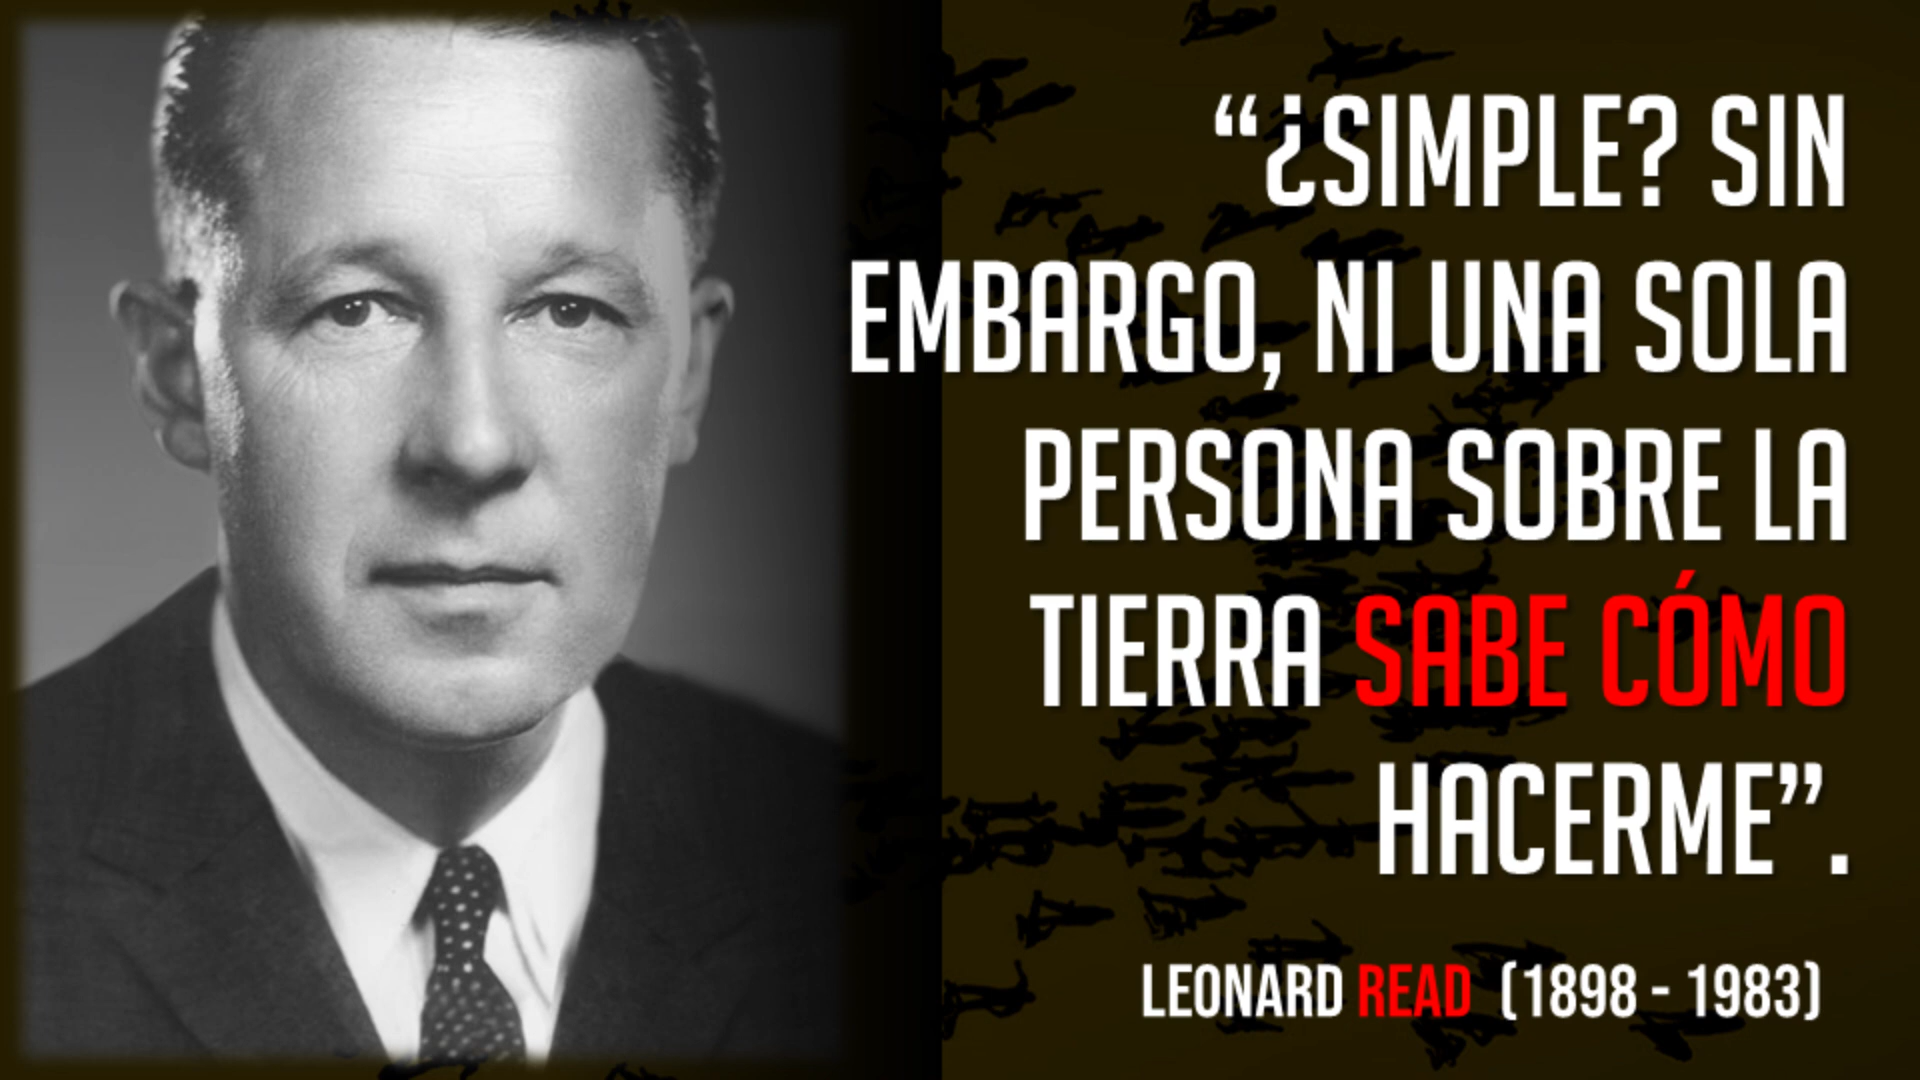 “¿SIMPLE? SIN
EMBARGO, NI UNA SOLA
PERSONA SOBRE LA
TIERRA SABE CÓMO
HACERME”.
LEONARD READ (1898 - 1983)